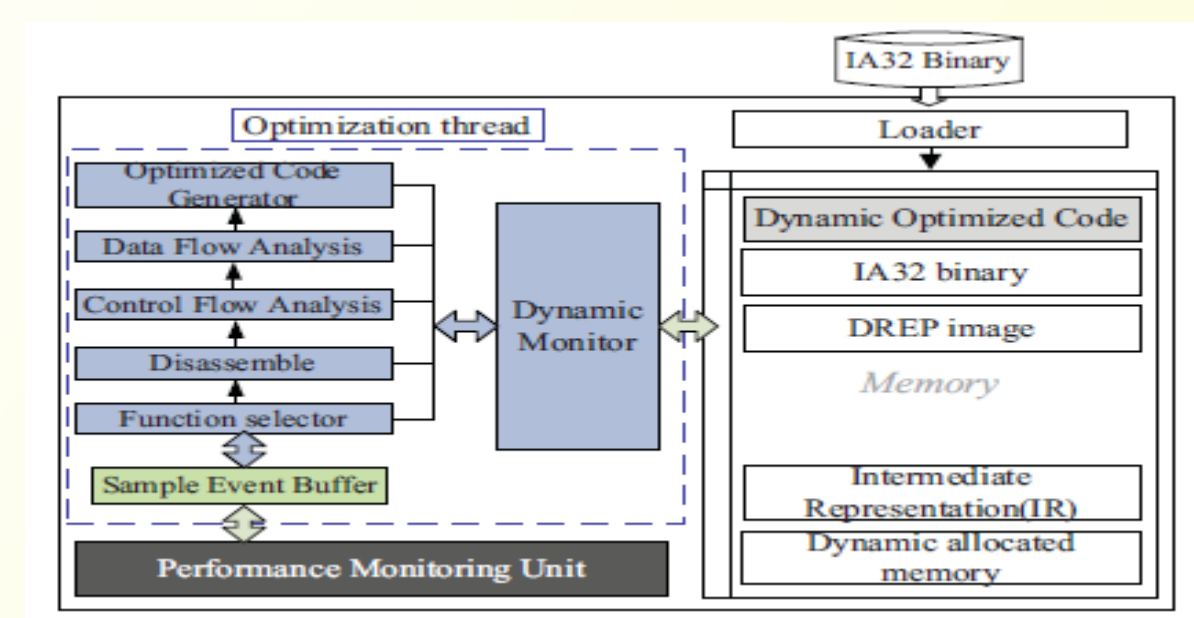 IA32 Binary
Optimization thread
Loader
Optimized Code
Generator
Data Flow Analysis
Control Flow Analysis
Disassemble
Function selector
Sample Event Buffer
Performance Monitoring Unit
Dynamic
Monitor
Dynamic Optimized Code
IA32 binary
DREP image
Memory
Intermediate
Representation(IR)
Dynamic allocated
memory